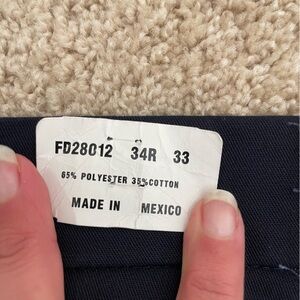 FD28012 34R 33
65% POLYESTER 35%COTTON
MADE IN MEXICO